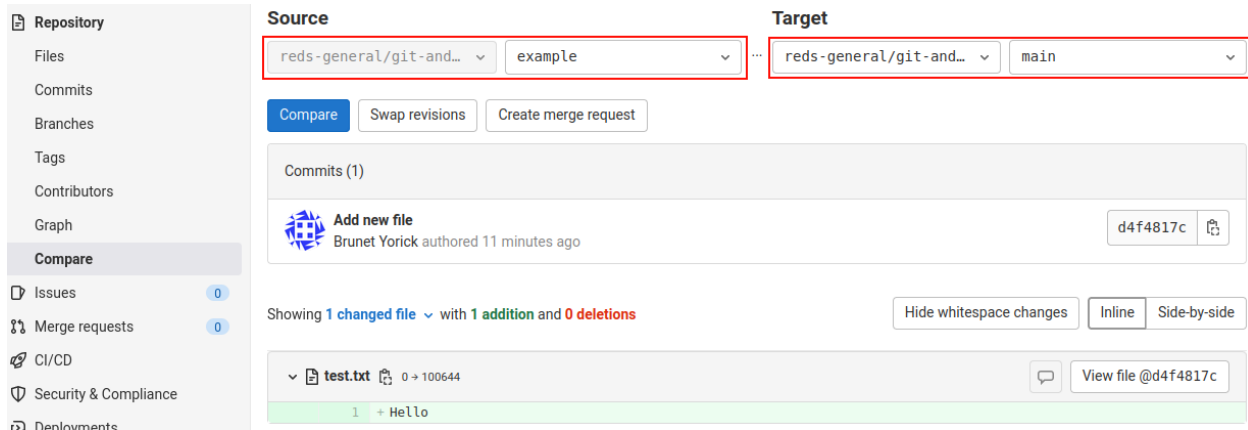 Repository
Files
Commits
Branches
Tags
Contributors
Graph
Compare
Issues 0
Merge requests 0
CI/CD
Security & Compliance
Deployments
Source
Target
reds-general/git-and… example … reds-general/git-and… main
Compare Swap revisions Create merge request
Commits (1)
Add new file
Brunet Yorick authored 11 minutes ago
d4f4817c
Showing 1 changed file with 1 addition and 0 deletions
Hide whitespace changes Inline Side-by-side
test.txt 0 → 100644
View file @d4f4817c
1 + Hello